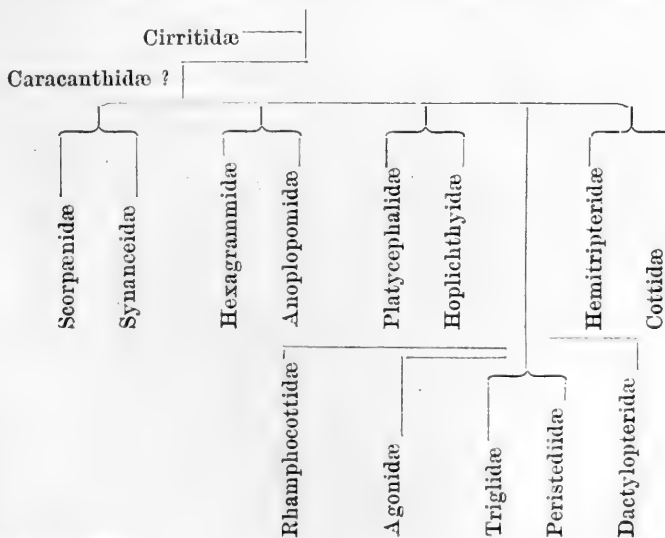 Cirritidæ
Caracanthidæ ?
Scorpænidæ
Synanceidæ
Hexagrammidæ
Anoplopomidæ
Platycephalidæ
Hoplichthyidæ
Hemitripteridæ
Cottidæ
Rhamphocottidæ
Agonidæ
Triglidæ
Peristediidæ
Dactylopteridæ